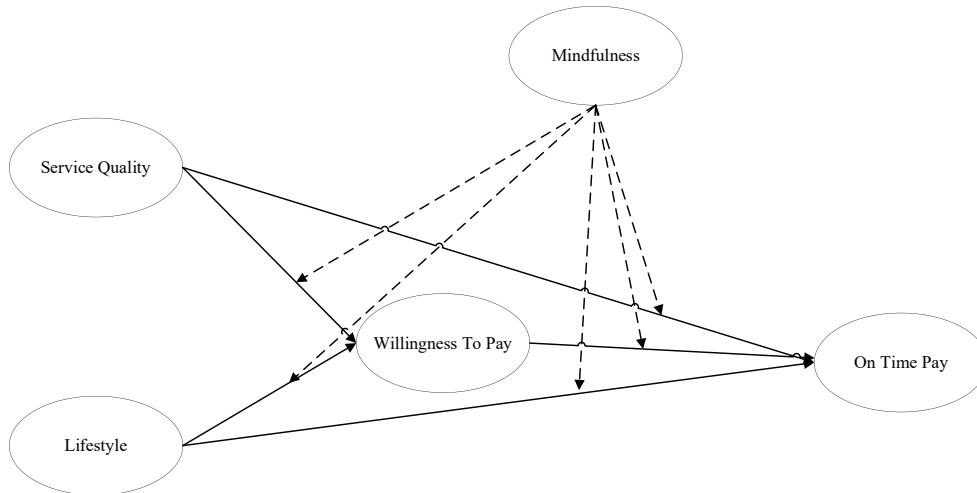 Mindfulness
Service Quality
Willingness To Pay
On Time Pay
Lifestyle